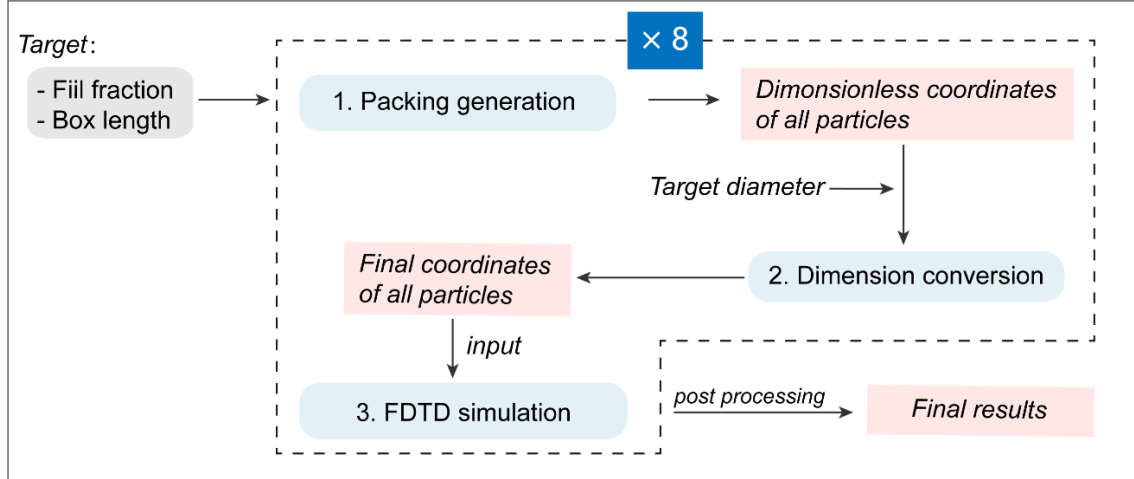 Target:
- Fiil fraction
- Box length
× 8
1. Packing generation
Dimonsionless coordinates
of all particles
Target diameter
2. Dimension conversion
Final coordinates
of all particles
input
3. FDTD simulation
post processing
Final results